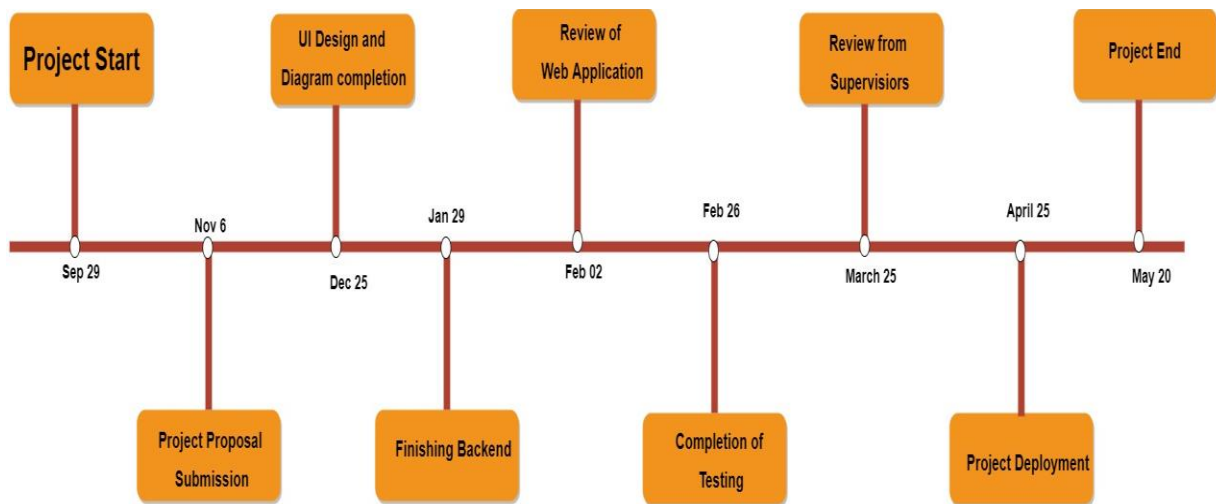 Project Start
UI Design and
Diagram completion
Review of
Web Application
Review from
Supervisiors
Project End
Nov 6
Jan 29
Feb 26
April 25
Sep 29
Dec 25
Feb 02
March 25
May 20
Project Proposal
Submission
Finishing Backend
Completion of
Testing
Project Deployment